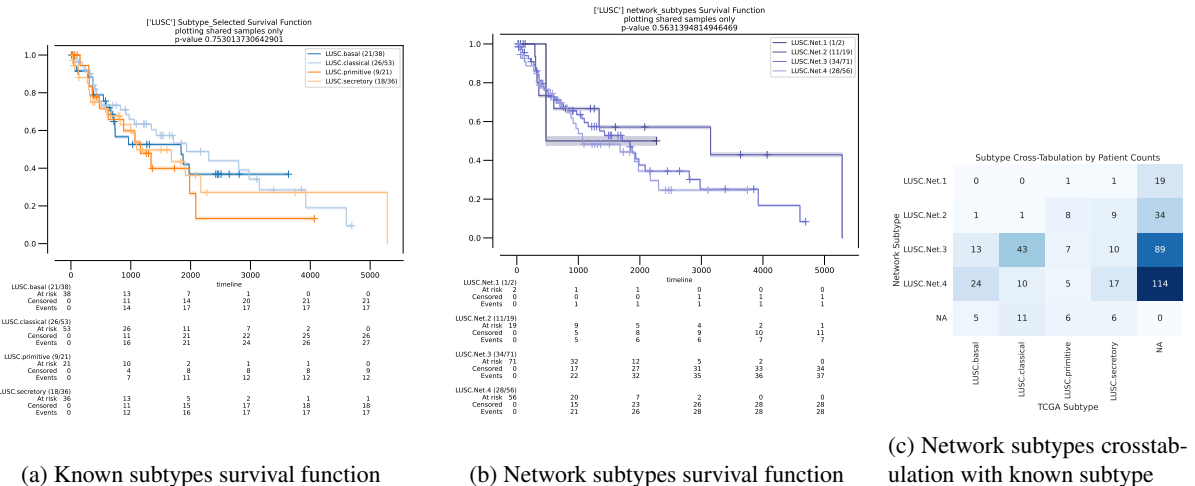 ['LUSC'] Subtype_Selected Survival Function
plotting shared samples only
p-value 0.753013730642901
LUSC.basal (21/38)
LUSC.classical (26/53)
LUSC.primitive (9/21)
LUSC.secretory (18/36)
1.0
0.8
0.6
0.4
0.2
0.0
0 1000 2000 3000 4000 5000
timeline
LUSC.basal (21/38)
At risk 38 13 7 1 0 0
Censored 0 11 14 20 21 21
Events 0 14 17 17 17 17
LUSC.classical (26/53)
At risk 53 26 11 7 2 0
Censored 0 11 21 22 25 26
Events 0 16 21 24 26 27
LUSC.primitive (9/21)
At risk 21 10 2 1 1 0
Censored 0 4 8 8 8 9
Events 0 7 11 12 12 12
LUSC.secretory (18/36)
At risk 36 13 5 2 1 1
Censored 0 11 15 17 18 18
Events 0 12 16 17 17 17
(a) Known subtypes survival function
['LUSC'] network_subtypes Survival Function
plotting shared samples only
p-value 0.5631394814946469
LUSC.Net.1 (1/2)
LUSC.Net.2 (11/19)
LUSC.Net.3 (34/71)
LUSC.Net.4 (28/56)
1.0
0.8
0.6
0.4
0.2
0.0
0 1000 2000 3000 4000 5000
timeline
LUSC.Net.1 (1/2)
At risk 2 1 1 0 0 0
Censored 0 0 0 1 1 1
Events 0 1 1 1 1 1
LUSC.Net.2 (11/19)
At risk 19 9 5 4 2 1
Censored 0 5 8 9 10 11
Events 0 5 6 6 7 7
LUSC.Net.3 (34/71)
At risk 71 32 12 5 2 0
Censored 0 17 27 31 33 34
Events 0 22 32 35 36 37
LUSC.Net.4 (28/56)
At risk 56 20 7 2 0 0
Censored 0 15 23 26 28 28
Events 0 21 26 28 28 28
(b) Network subtypes survival function
Subtype Cross-Tabulation by Patient Counts
Network Subtype
LUSC.Net.1 0 0 1 1 19
LUSC.Net.2 1 1 8 9 34
LUSC.Net.3 13 43 7 10 89
LUSC.Net.4 24 10 5 17 114
NA 5 11 6 6 0
LUSC.basal
LUSC.classical
LUSC.primitive
LUSC.secretory
NA
TCGA Subtype
(c) Network subtypes crosstab-
ulation with known subtype